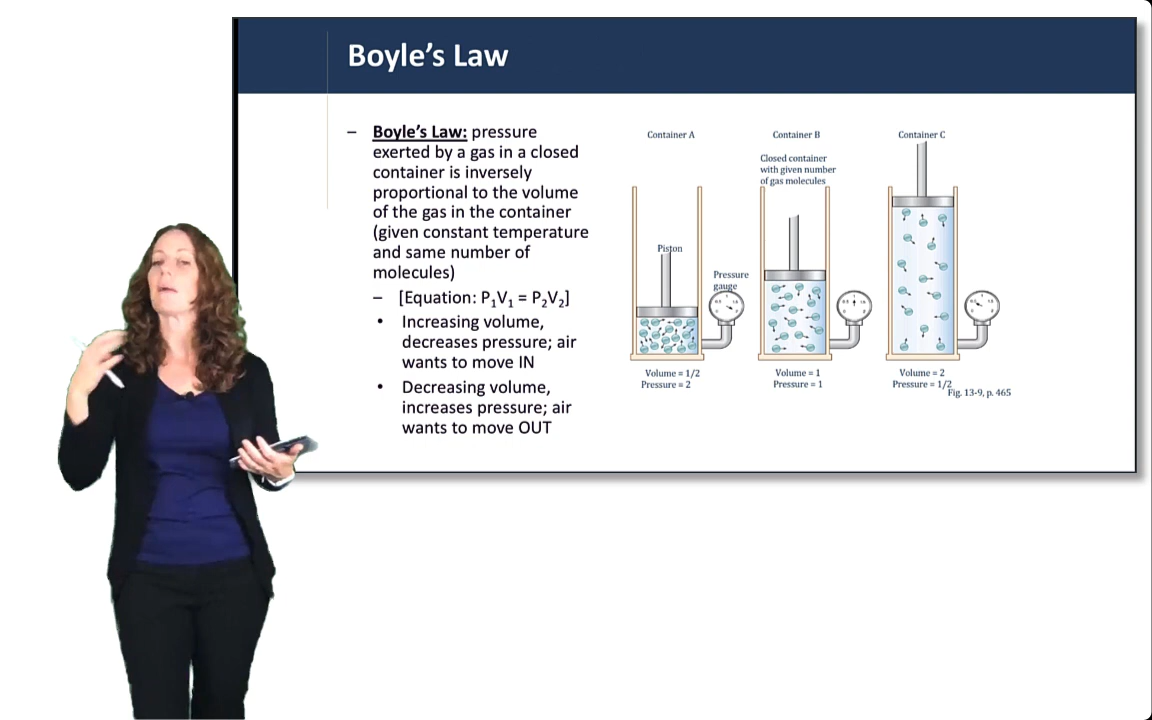 Boyle’s Law
– Boyle’s Law: pressure
exerted by a gas in a closed
container is inversely
proportional to the volume
of the gas in the container
(given constant temperature
and same number of
molecules)
– [Equation: P₁V₁ = P₂V₂]
• Increasing volume,
decreases pressure; air
wants to move IN
• Decreasing volume,
increases pressure; air
wants to move OUT
Container A
Piston
Pressure
gauge
Volume = 1/2
Pressure = 2
Container B
Closed container
with given number
of gas molecules
Volume = 1
Pressure = 1
Container C
Volume = 2
Pressure = 1/2
Fig. 13-9, p. 465